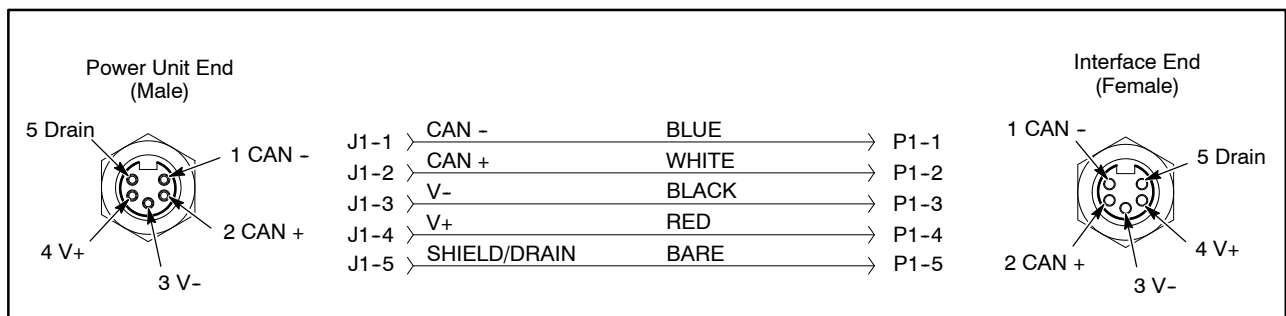 Power Unit End
(Male)
5 Drain
1 CAN -
2 CAN +
3 V-
4 V+
J1-1 CAN - BLUE P1-1
J1-2 CAN + WHITE P1-2
J1-3 V- BLACK P1-3
J1-4 V+ RED P1-4
J1-5 SHIELD/DRAIN BARE P1-5
Interface End
(Female)
1 CAN -
5 Drain
4 V+
2 CAN +
3 V-